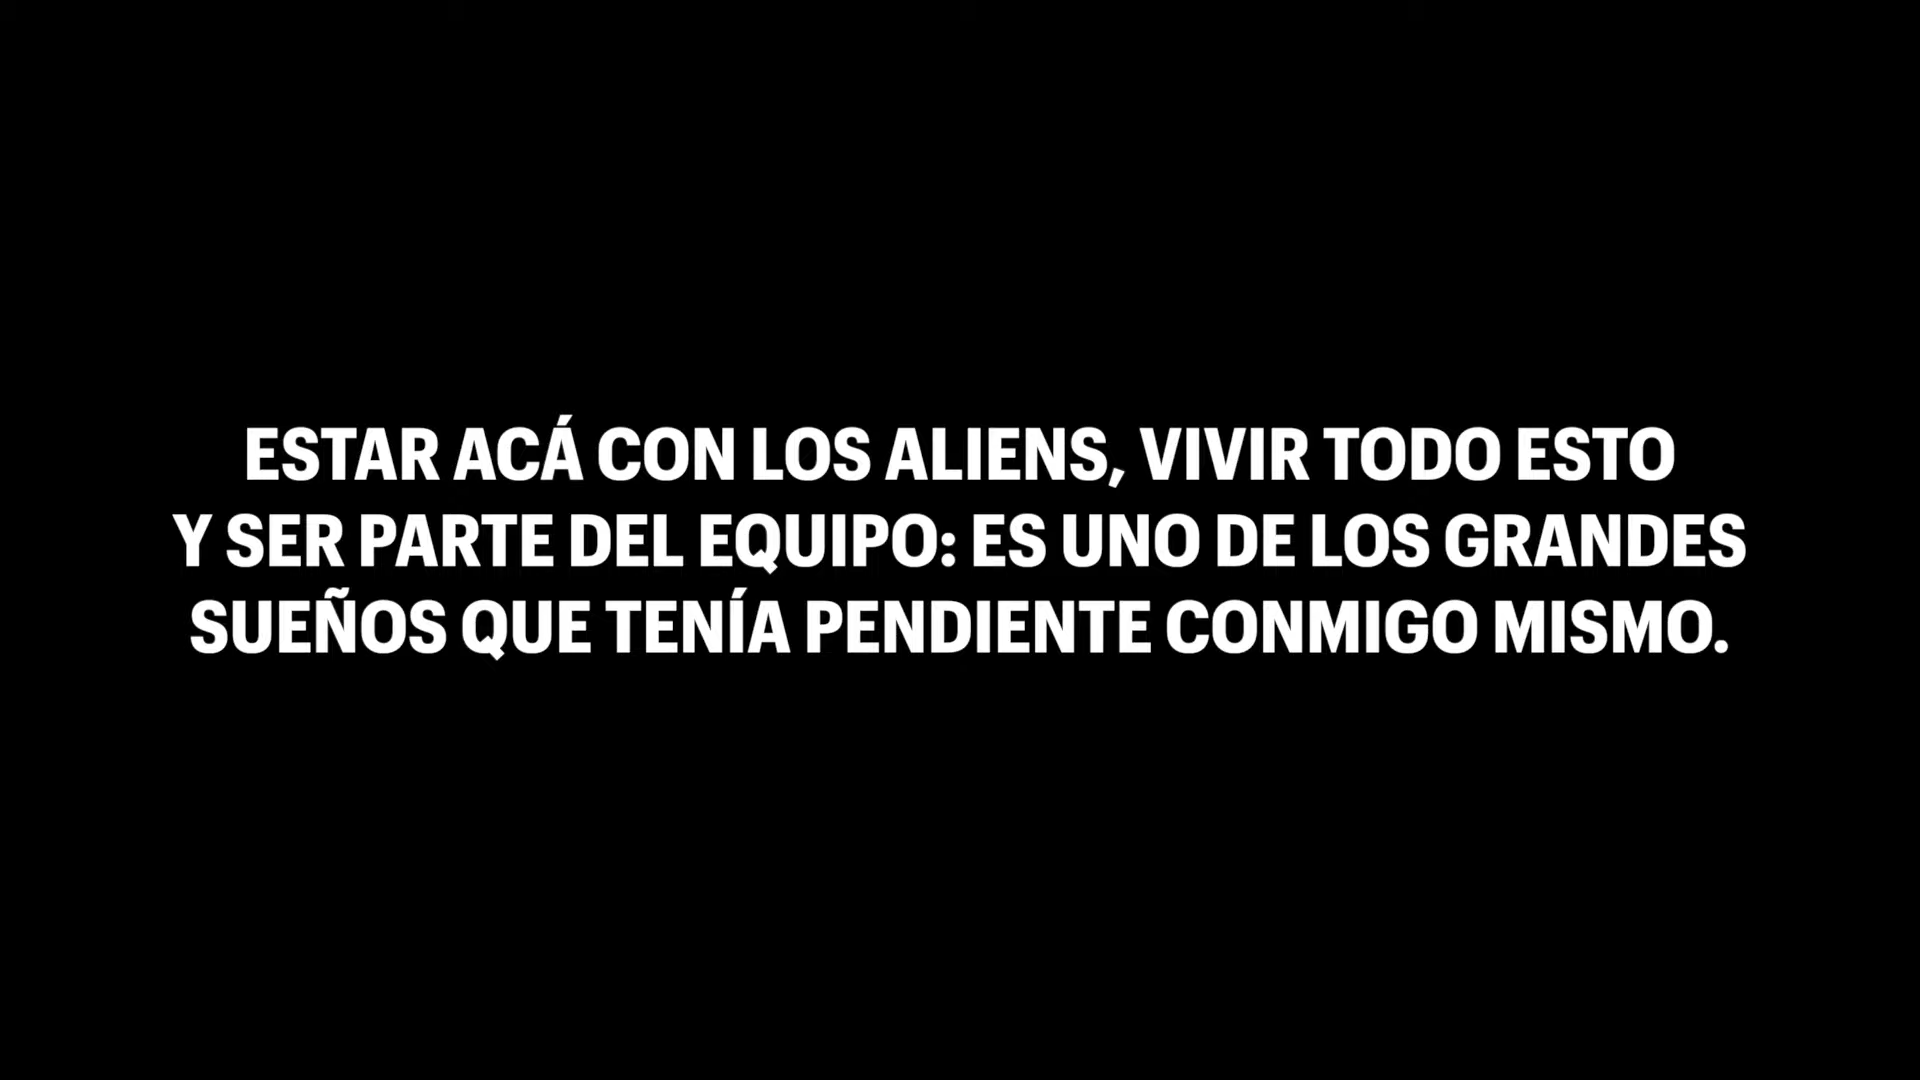 ESTAR ACÁ CON LOS ALIENS, VIVIR TODO ESTO
Y SER PARTE DEL EQUIPO: ES UNO DE LOS GRANDES
SUEÑOS QUE TENÍA PENDIENTE CONMIGO MISMO.